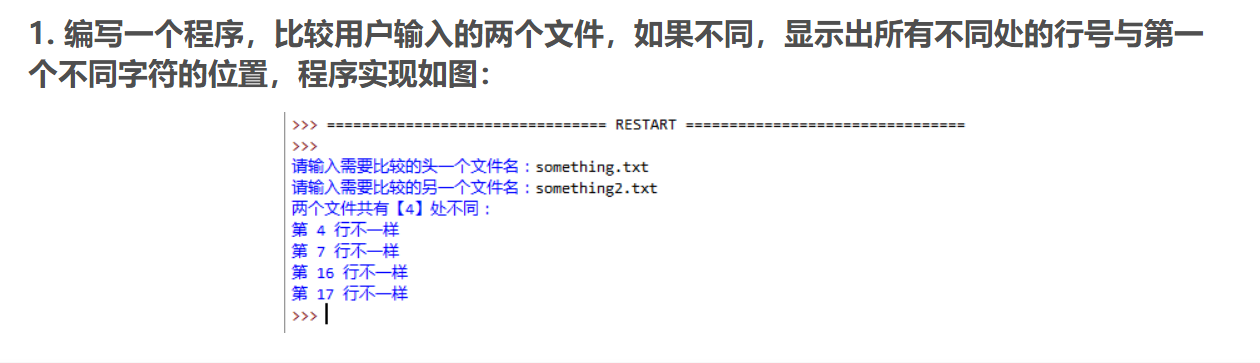 1. 编写一个程序，比较用户输入的两个文件，如果不同，显示出所有不同处的行号与第一
个不同字符的位置，程序实现如图：
>>> ================================ RESTART ================================
>>>
请输入需要比较的头一个文件名：something.txt
请输入需要比较的另一个文件名：something2.txt
两个文件共有【4】处不同：
第 4 行不一样
第 7 行不一样
第 16 行不一样
第 17 行不一样
>>>